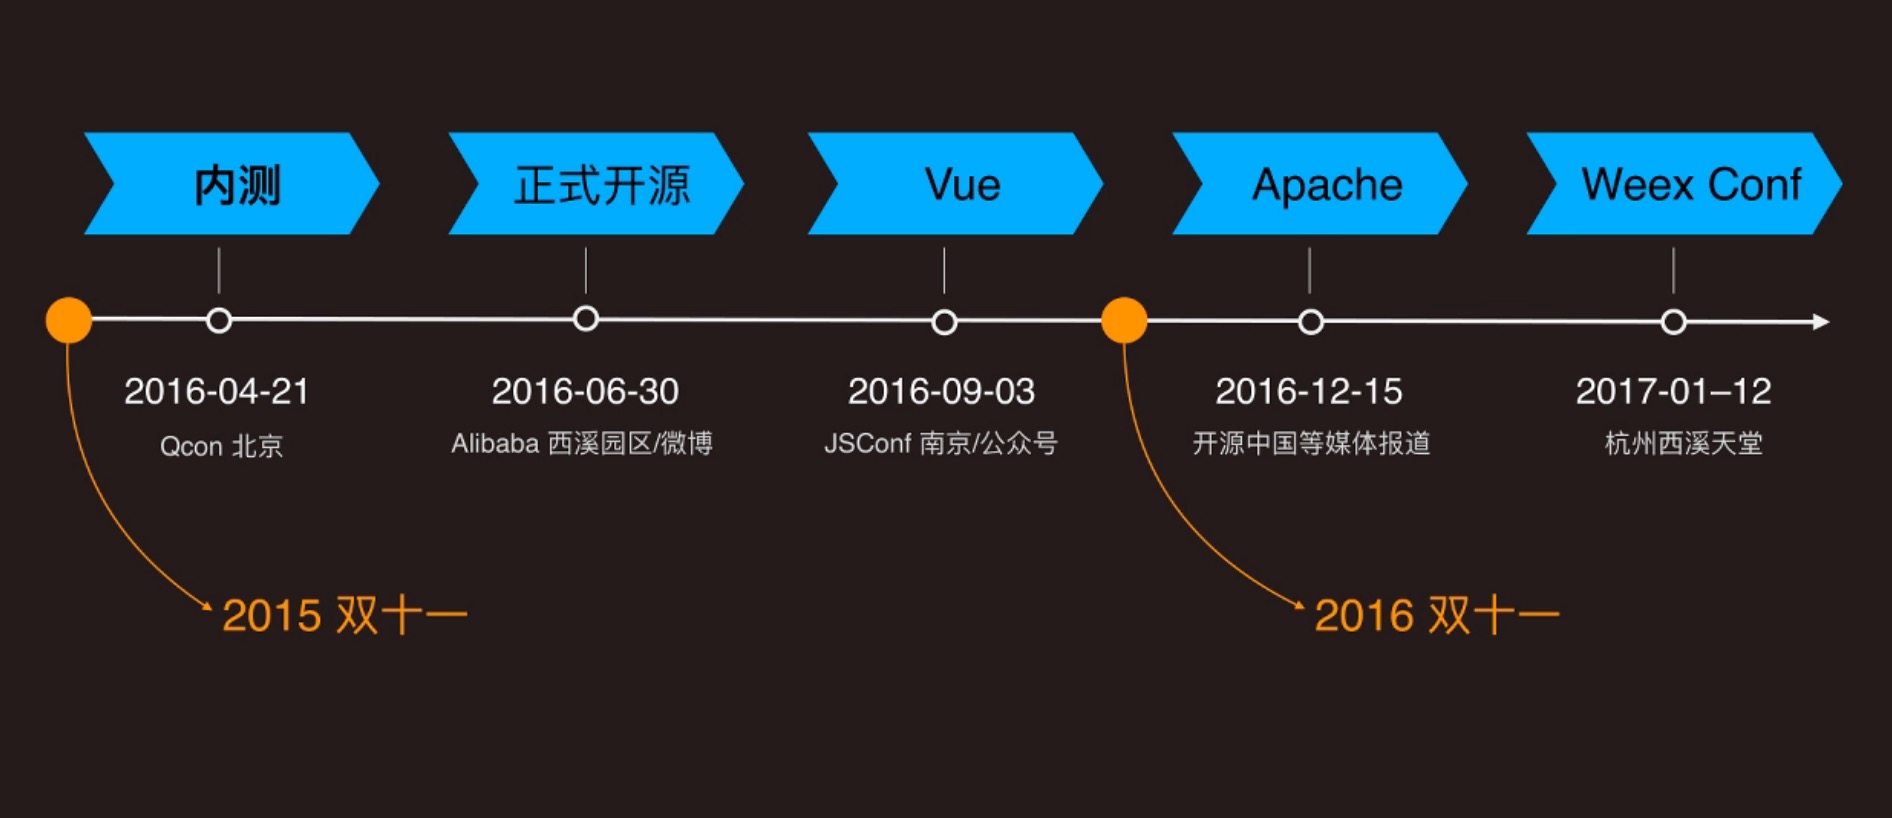 内测
正式开源
Vue
Apache
Weex Conf
2016-04-21
2016-06-30
2016-09-03
2016-12-15
2017-01–12
Qcon 北京
Alibaba 西溪园区/微博
JSConf 南京/公众号
开源中国等媒体报道
杭州西溪天堂
2015 双十一
2016 双十一